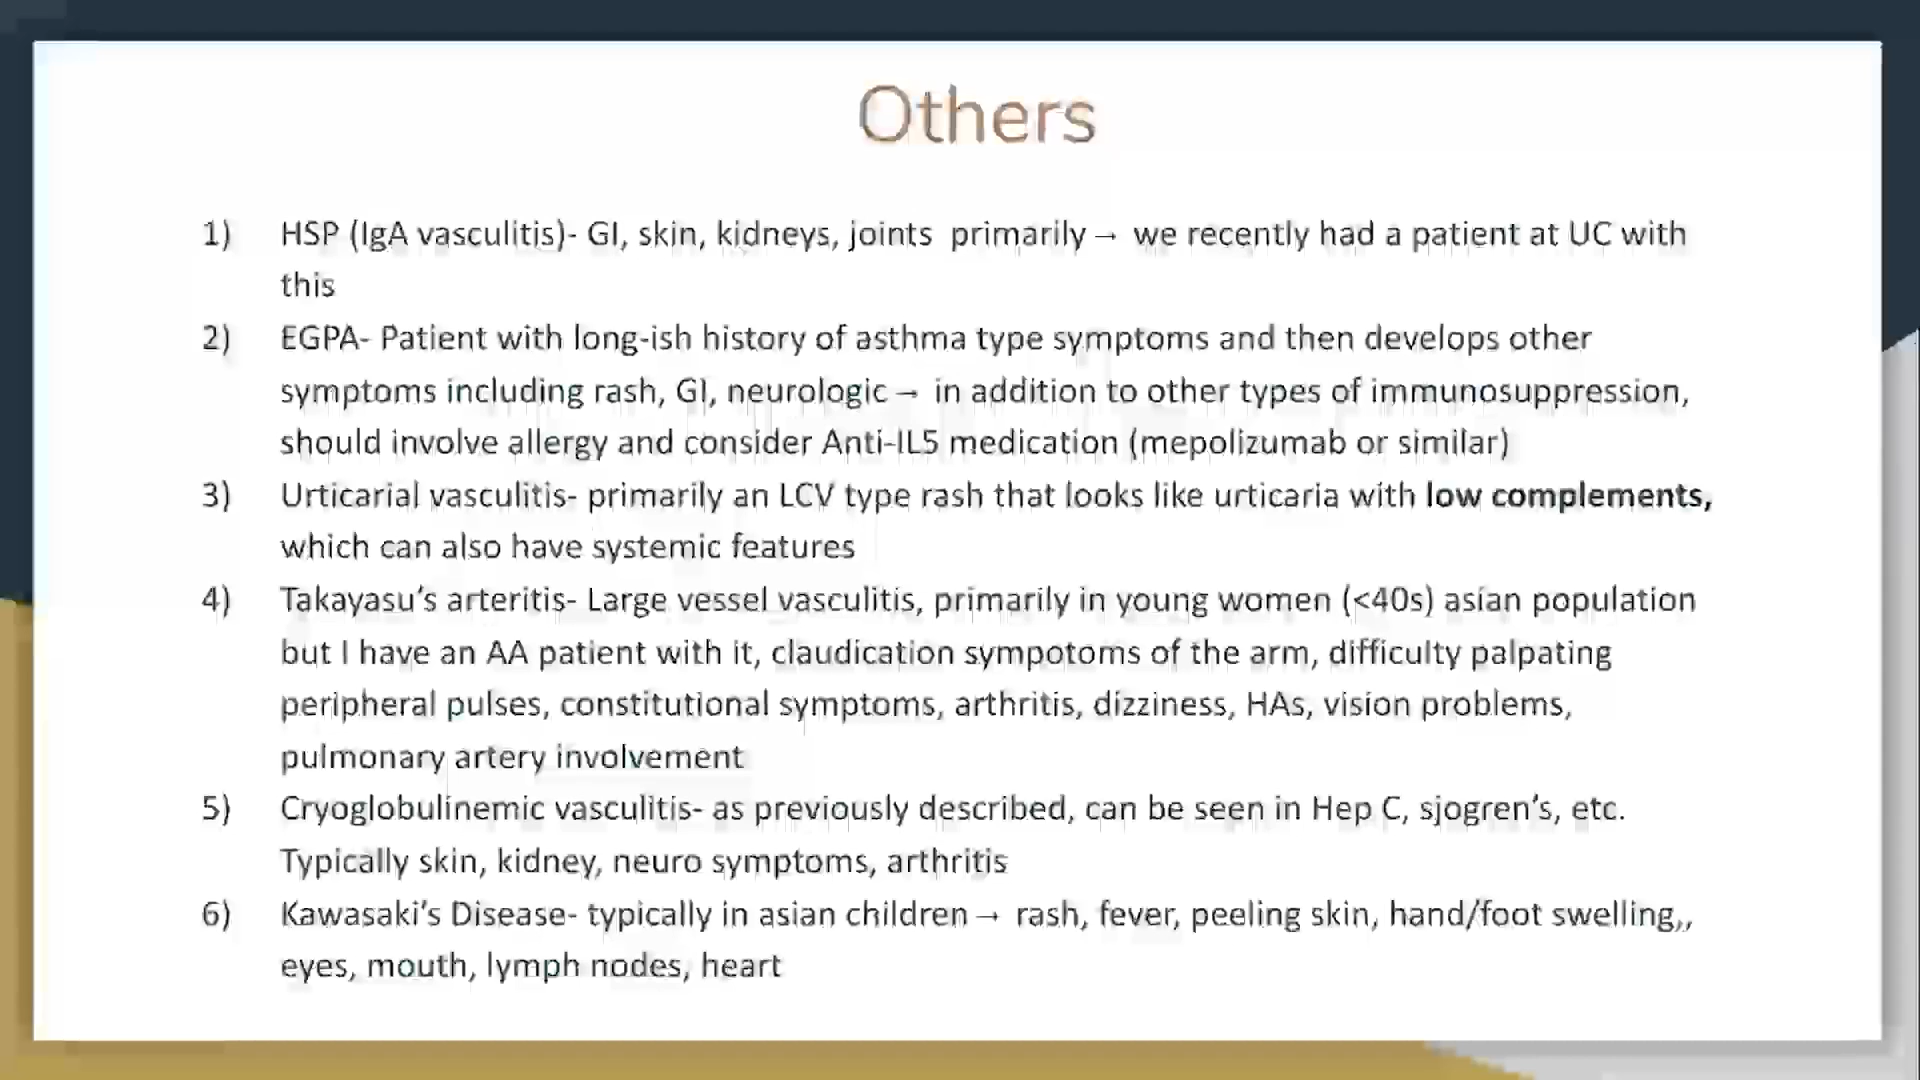 Others
1) HSP (IgA vasculitis)- GI, skin, kidneys, joints primarily→ we recently had a patient at UC with
this
2) EGPA- Patient with long-ish history of asthma type symptoms and then develops other
symptoms including rash, GI, neurologic→ in addition to other types of immunosuppression,
should involve allergy and consider Anti-IL5 medication (mepolizumab or similar)
3) Urticarial vasculitis- primarily an LCV type rash that looks like urticaria with low complements,
which can also have systemic features
4) Takayasu’s arteritis- Large vessel vasculitis, primarily in young women (<40s) asian population
but I have an AA patient with it, claudication sympotoms of the arm, difficulty palpating
peripheral pulses, constitutional symptoms, arthritis, dizziness, HAs, vision problems,
pulmonary artery involvement
5) Cryoglobulinemic vasculitis- as previously described, can be seen in Hep C, sjogren’s, etc.
Typically skin, kidney, neuro symptoms, arthritis
6) Kawasaki’s Disease- typically in asian children→ rash, fever, peeling skin, hand/foot swelling,,
eyes, mouth, lymph nodes, heart